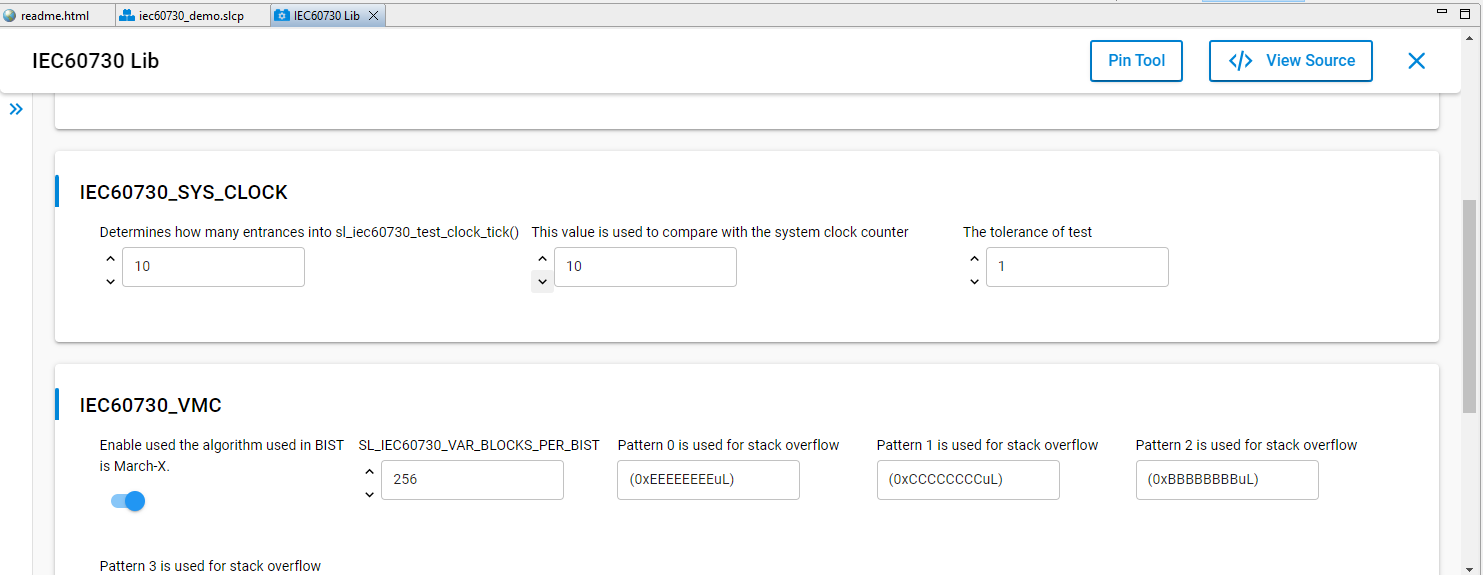 readme.html iec60730_demo.slcp IEC60730 Lib
IEC60730 Lib Pin Tool </> View Source
IEC60730_SYS_CLOCK
Determines how many entrances into sl_iec60730_test_clock_tick() This value is used to compare with the system clock counter The tolerance of test
10 10 1
IEC60730_VMC
Enable used the algorithm used in BIST SL_IEC60730_VAR_BLOCKS_PER_BIST Pattern 0 is used for stack overflow Pattern 1 is used for stack overflow Pattern 2 is used for stack overflow
is March-X.
256 (0xEEEEEEEEuL) (0xCCCCCCCCuL) (0xBBBBBBBBuL)
Pattern 3 is used for stack overflow